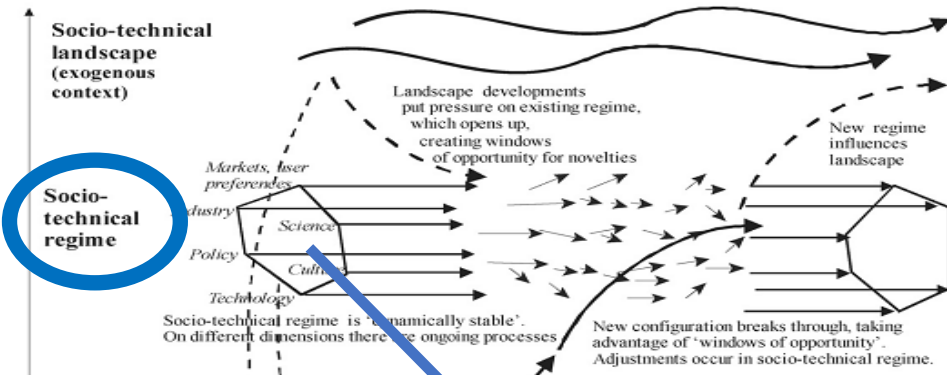 Socio-technical
landscape
(exogenous
context)
Landscape developments
put pressure on existing regime,
which opens up,
creating windows
of opportunity for novelties
New regime
influences
landscape
Markets, user
preferences
Socio-
technical
regime
Industry
Science
Policy
Culture
Technology
Socio-technical regime is 'dynamically stable'.
On different dimensions there are ongoing processes
New configuration breaks through, taking
advantage of 'windows of opportunity'.
Adjustments occur in socio-technical regime.